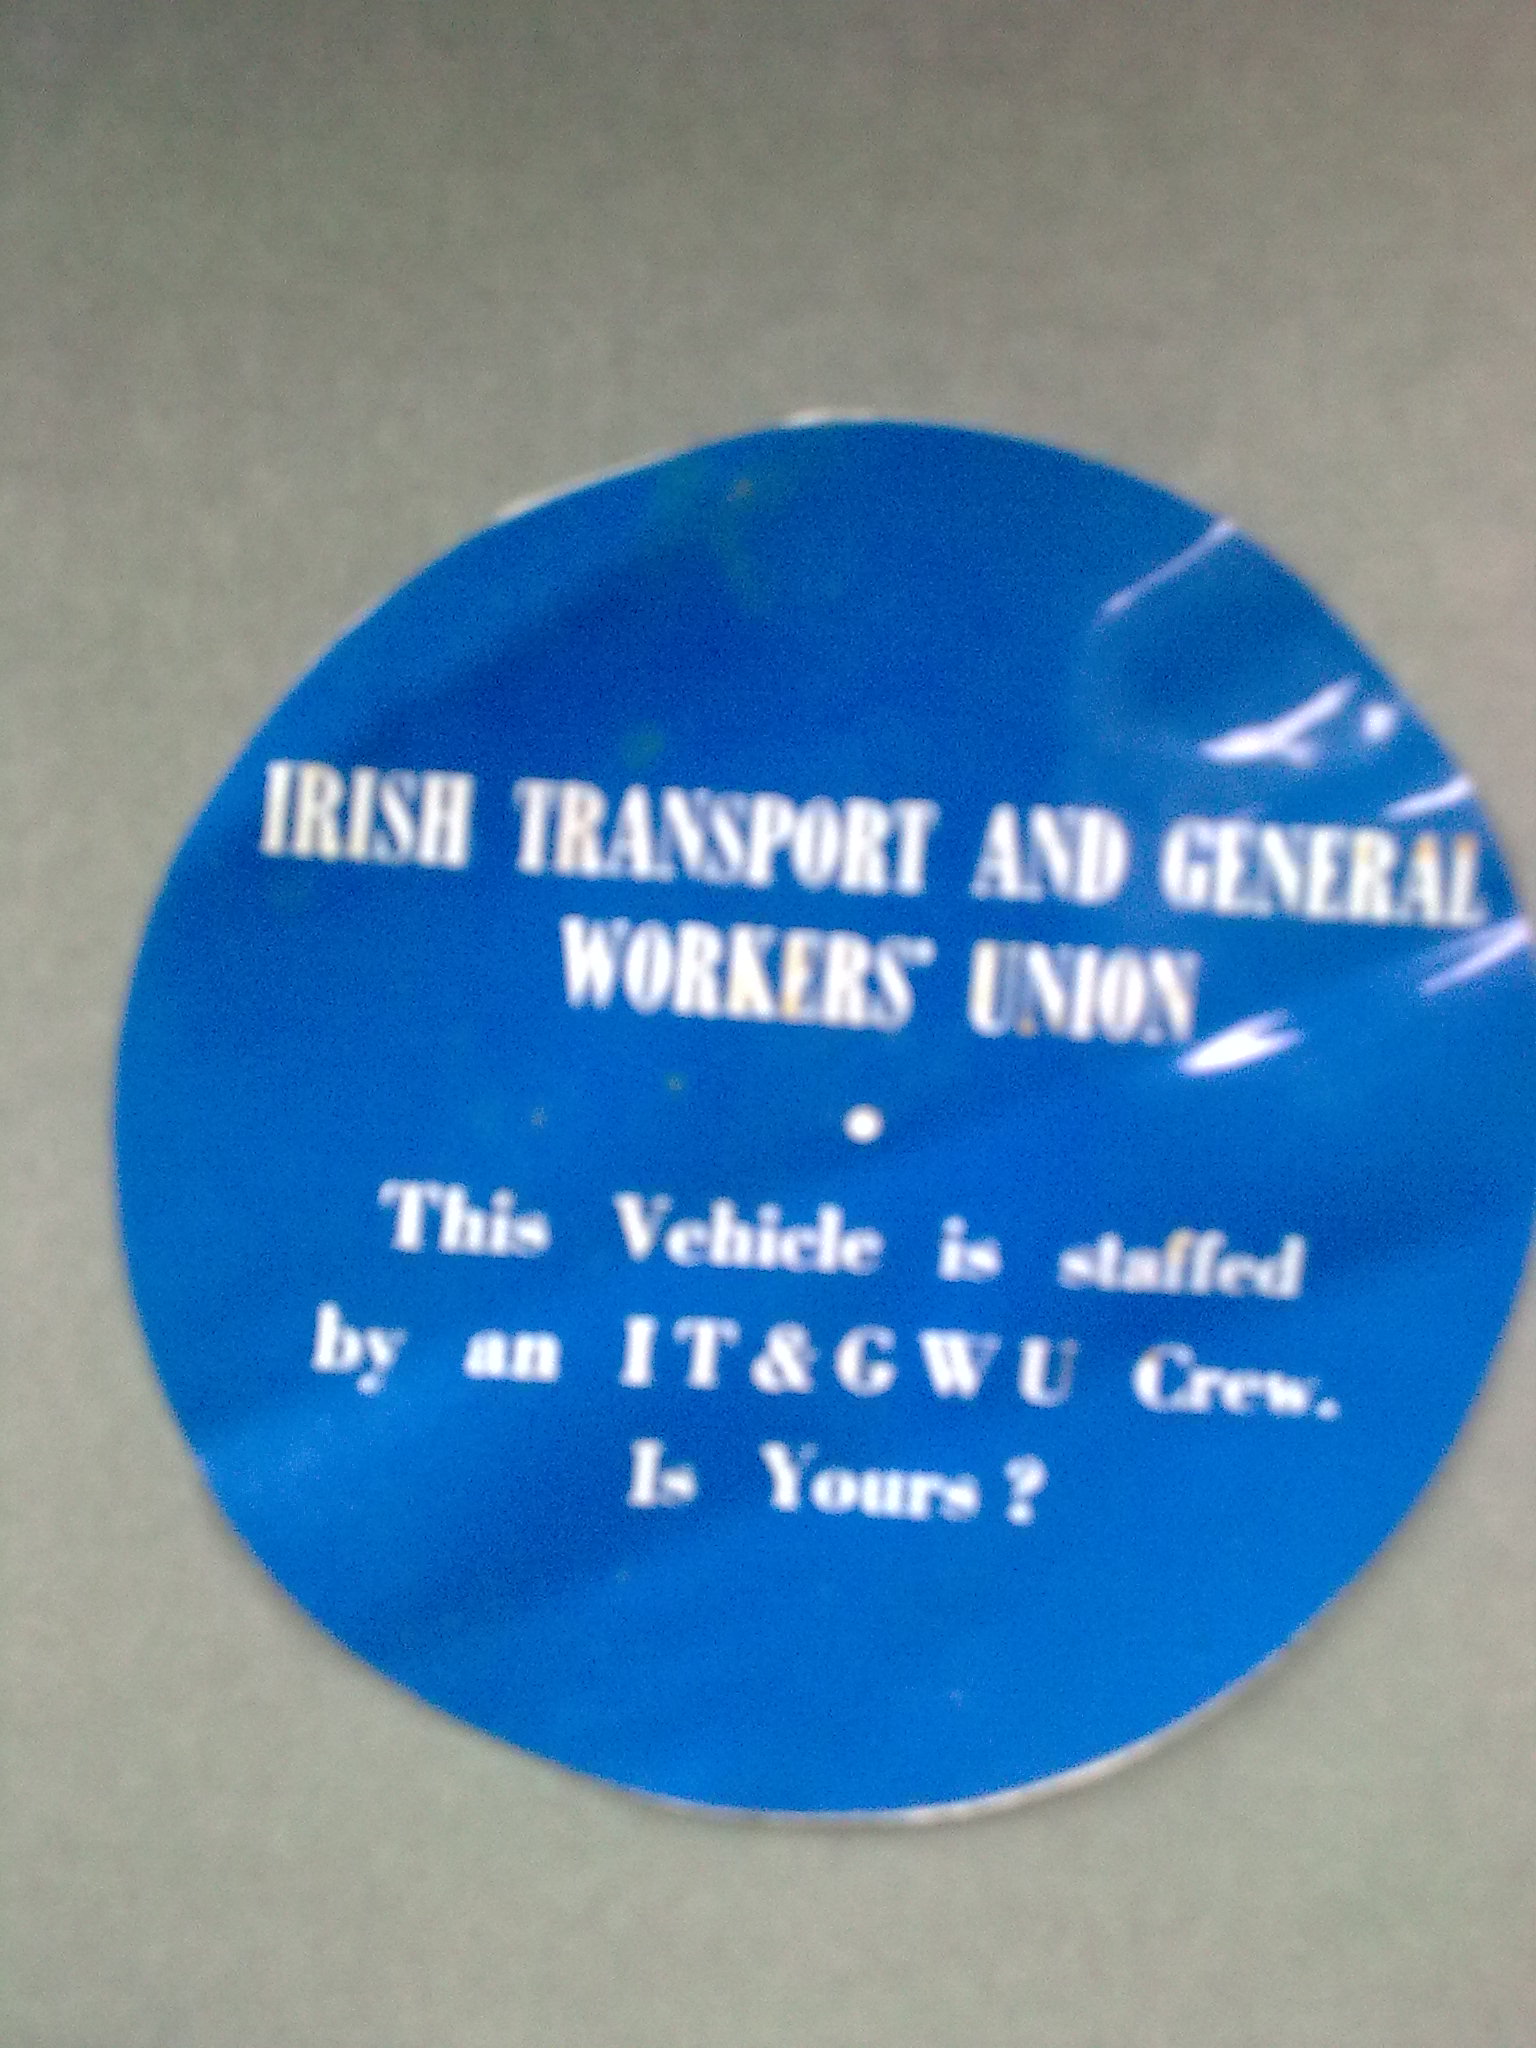 IRISH TRANSPORT AND GENERAL
WORKERS' UNION
•
This Vehicle is staffed
by an I T & G W U Crew.
Is Yours ?